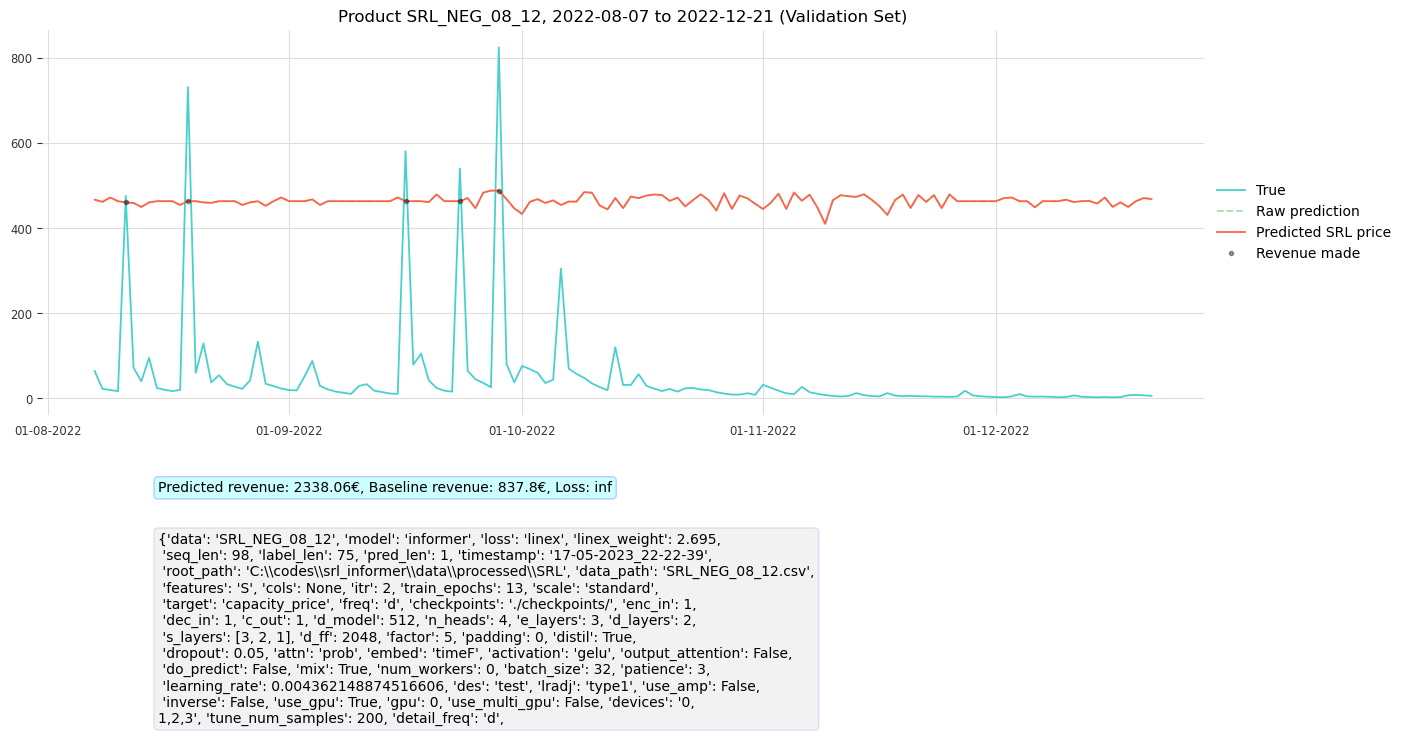 Product SRL_NEG_08_12, 2022-08-07 to 2022-12-21 (Validation Set)
800
600
400
200
0
01-08-2022
01-09-2022
01-10-2022
01-11-2022
01-12-2022
True
Raw prediction
Predicted SRL price
Revenue made
Predicted revenue: 2338.06€, Baseline revenue: 837.8€, Loss: inf
{'data': 'SRL_NEG_08_12', 'model': 'informer', 'loss': 'linex', 'linex_weight': 2.695,
'seq_len': 98, 'label_len': 75, 'pred_len': 1, 'timestamp': '17-05-2023_22-22-39',
'root_path': 'C:\\codes\\srl_informer\\data\\processed\\SRL', 'data_path': 'SRL_NEG_08_12.csv',
'features': 'S', 'cols': None, 'itr': 2, 'train_epochs': 13, 'scale': 'standard',
'target': 'capacity_price', 'freq': 'd', 'checkpoints': './checkpoints/', 'enc_in': 1,
'dec_in': 1, 'c_out': 1, 'd_model': 512, 'n_heads': 4, 'e_layers': 3, 'd_layers': 2,
's_layers': [3, 2, 1], 'd_ff': 2048, 'factor': 5, 'padding': 0, 'distil': True,
'dropout': 0.05, 'attn': 'prob', 'embed': 'timeF', 'activation': 'gelu', 'output_attention': False,
'do_predict': False, 'mix': True, 'num_workers': 0, 'batch_size': 32, 'patience': 3,
'learning_rate': 0.004362148874516606, 'des': 'test', 'lradj': 'type1', 'use_amp': False,
'inverse': False, 'use_gpu': True, 'gpu': 0, 'use_multi_gpu': False, 'devices': '0,
1,2,3', 'tune_num_samples': 200, 'detail_freq': 'd',